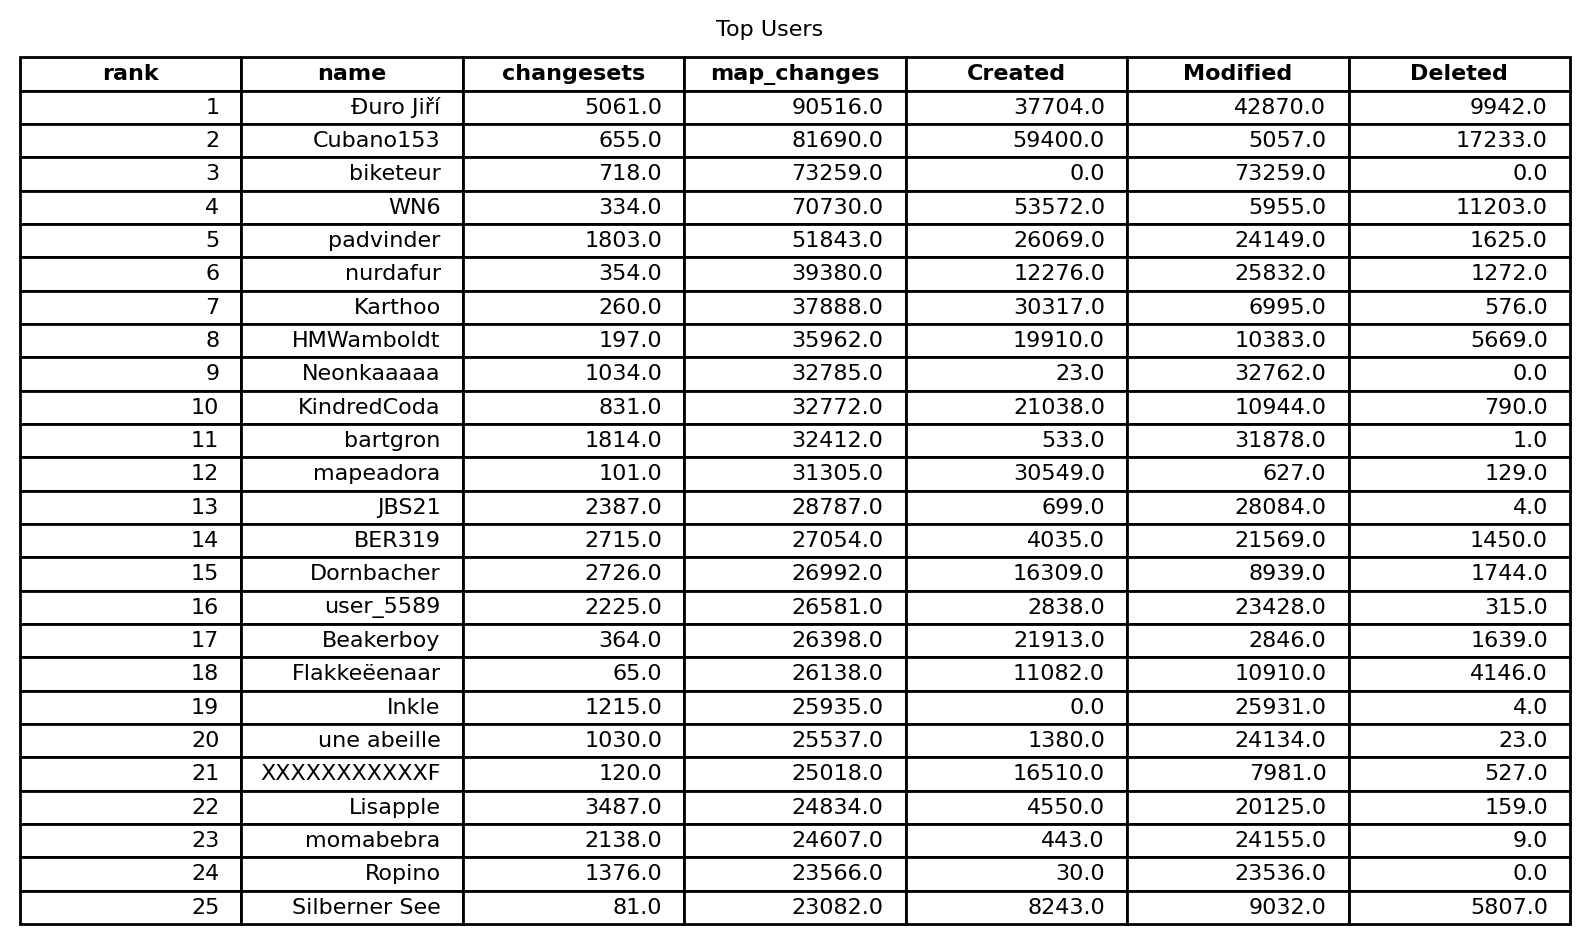 Top Users
rank name changesets map_changes Created Modified Deleted
1 Đuro Jiří 5061.0 90516.0 37704.0 42870.0 9942.0
2 Cubano153 655.0 81690.0 59400.0 5057.0 17233.0
3 biketeur 718.0 73259.0 0.0 73259.0 0.0
4 WN6 334.0 70730.0 53572.0 5955.0 11203.0
5 padvinder 1803.0 51843.0 26069.0 24149.0 1625.0
6 nurdafur 354.0 39380.0 12276.0 25832.0 1272.0
7 Karthoo 260.0 37888.0 30317.0 6995.0 576.0
8 HMWamboldt 197.0 35962.0 19910.0 10383.0 5669.0
9 Neonkaaaaa 1034.0 32785.0 23.0 32762.0 0.0
10 KindredCoda 831.0 32772.0 21038.0 10944.0 790.0
11 bartgron 1814.0 32412.0 533.0 31878.0 1.0
12 mapeadora 101.0 31305.0 30549.0 627.0 129.0
13 JBS21 2387.0 28787.0 699.0 28084.0 4.0
14 BER319 2715.0 27054.0 4035.0 21569.0 1450.0
15 Dornbacher 2726.0 26992.0 16309.0 8939.0 1744.0
16 user_5589 2225.0 26581.0 2838.0 23428.0 315.0
17 Beakerboy 364.0 26398.0 21913.0 2846.0 1639.0
18 Flakkeëenaar 65.0 26138.0 11082.0 10910.0 4146.0
19 Inkle 1215.0 25935.0 0.0 25931.0 4.0
20 une abeille 1030.0 25537.0 1380.0 24134.0 23.0
21 XXXXXXXXXXXF 120.0 25018.0 16510.0 7981.0 527.0
22 Lisapple 3487.0 24834.0 4550.0 20125.0 159.0
23 momabebra 2138.0 24607.0 443.0 24155.0 9.0
24 Ropino 1376.0 23566.0 30.0 23536.0 0.0
25 Silberner See 81.0 23082.0 8243.0 9032.0 5807.0